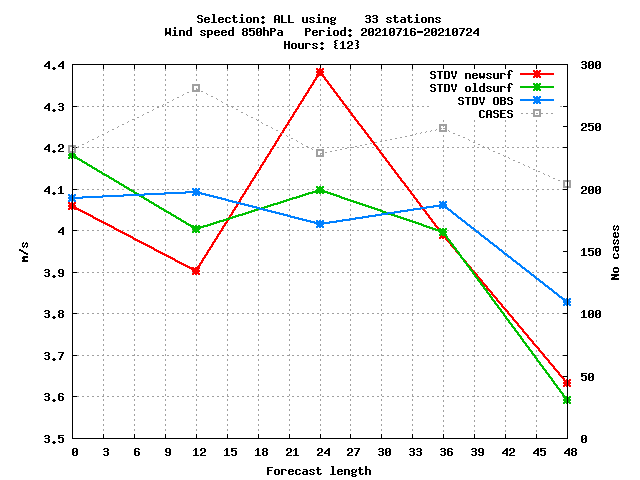 Selection: ALL using    33 stations
Wind speed 850hPa   Period: 20210716-20210724
Hours: {12}
STDV newsurf
STDV oldsurf
STDV OBS
CASES
4.4
4.3
4.2
4.1
4
3.9
3.8
3.7
3.6
3.5
m/s
300
250
200
150
100
50
0
No cases
0 3 6 9 12 15 18 21 24 27 30 33 36 39 42 45 48
Forecast length